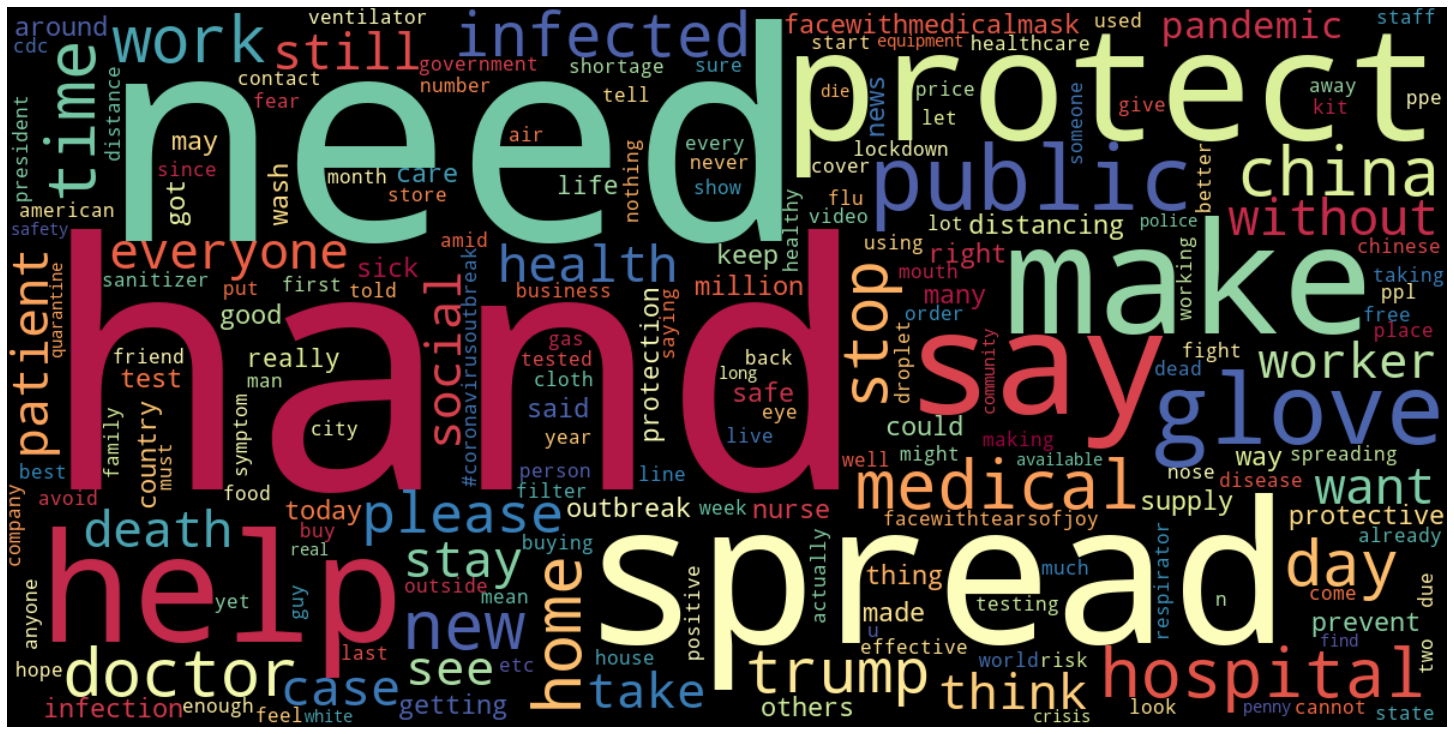 around
cdc
time
work
ventilator
still
infected
facewithmedicalmask
used
pandemic
staff
president
distance
contact
fear
government
number
shortage
sure
tell
start
equipment
healthcare
need
protect
die
news
price
let
someone
give
away
kit
ppe
may
since
got
wash
month
care
store
air
life
nothing
every
never
show
cover
lockdown
public
better
china
american
safety
flu
video
lot
distancing
police
without
everyone
sanitizer
put
first
told
sick
amid
health
keep
healthy
using
right
mouth
many
order
working
chinese
taking
ppl
free
place
patient
quarantine
hand
good
social
#coronavirusoutbreak
business
million
saying
stop
make
friend
test
really
man
gas
tested
cloth
protection
back
long
safe
eye
droplet
say
community
fight
dead
worker
family
country
must
symptom
city
said
year
live
could
might
making
available
glove
nose
way
spreading
disease
best
avoid
food
person
filter
line
well
medical
supply
want
company
death
today
buy
please
outbreak
week
nurse
facewithtearsofjoy
protective
already
help
real
stay
buying
spread
actually
thing
much
respirator
day
come
due
anyone
yet
guy
outside
mean
new
home
positive
made
u
testing
n
prevent
find
hope
doctor
last
case
see
etc
house
take
effective
trump
world
risk
think
hospital
two
infection
enough
feel
white
getting
others
crisis
look
penny
cannot
state